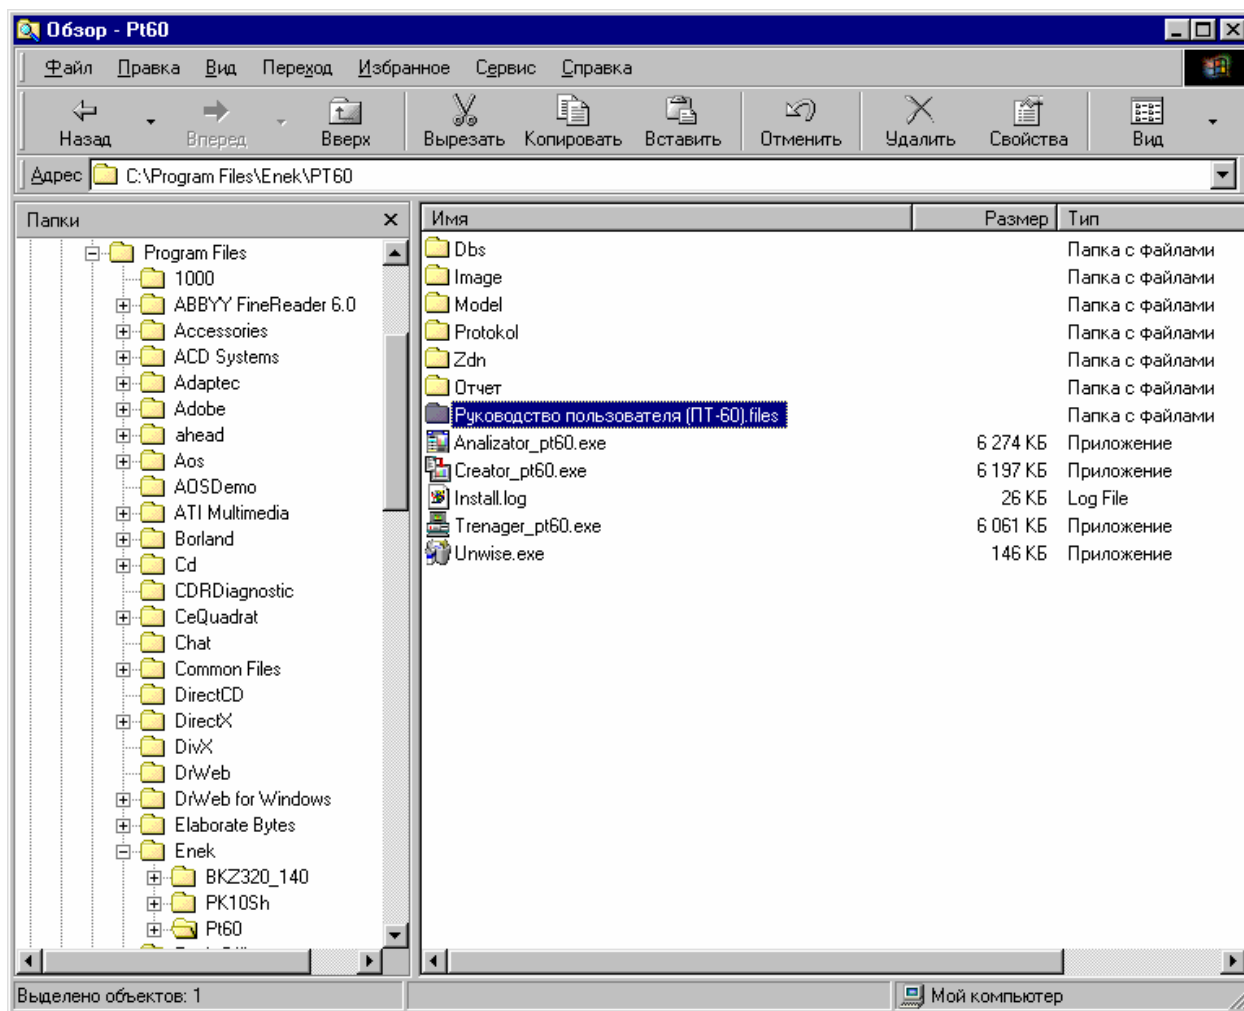 Обзор - Pt60
Файл Правка Вид Переход Избранное Сервис Справка
Назад Вперед Вверх Вырезать Копировать Вставить Отменить Удалить Свойства Вид
Адрес C:\Program Files\Enek\PT60
Папки
Program Files
1000
ABBYY FineReader 6.0
Accessories
ACD Systems
Adaptec
Adobe
ahead
Aos
AOSDemo
ATI Multimedia
Borland
Cd
CDRDiagnostic
CeQuadrat
Chat
Common Files
DirectCD
DirectX
DivX
DrWeb
DrWeb for Windows
Elaborate Bytes
Enek
BKZ320_140
PK10Sh
Pt60
Имя Размер Тип
Dbs Папка с файлами
Image Папка с файлами
Model Папка с файлами
Protokol Папка с файлами
Zdn Папка с файлами
Отчет Папка с файлами
Руководство пользователя (ПТ-60).files Папка с файлами
Analizator_pt60.exe 6 274 КБ Приложение
Creator_pt60.exe 6 197 КБ Приложение
Install.log 26 КБ Log File
Trenager_pt60.exe 6 061 КБ Приложение
Unwise.exe 146 КБ Приложение
Выделено объектов: 1 Мой компьютер